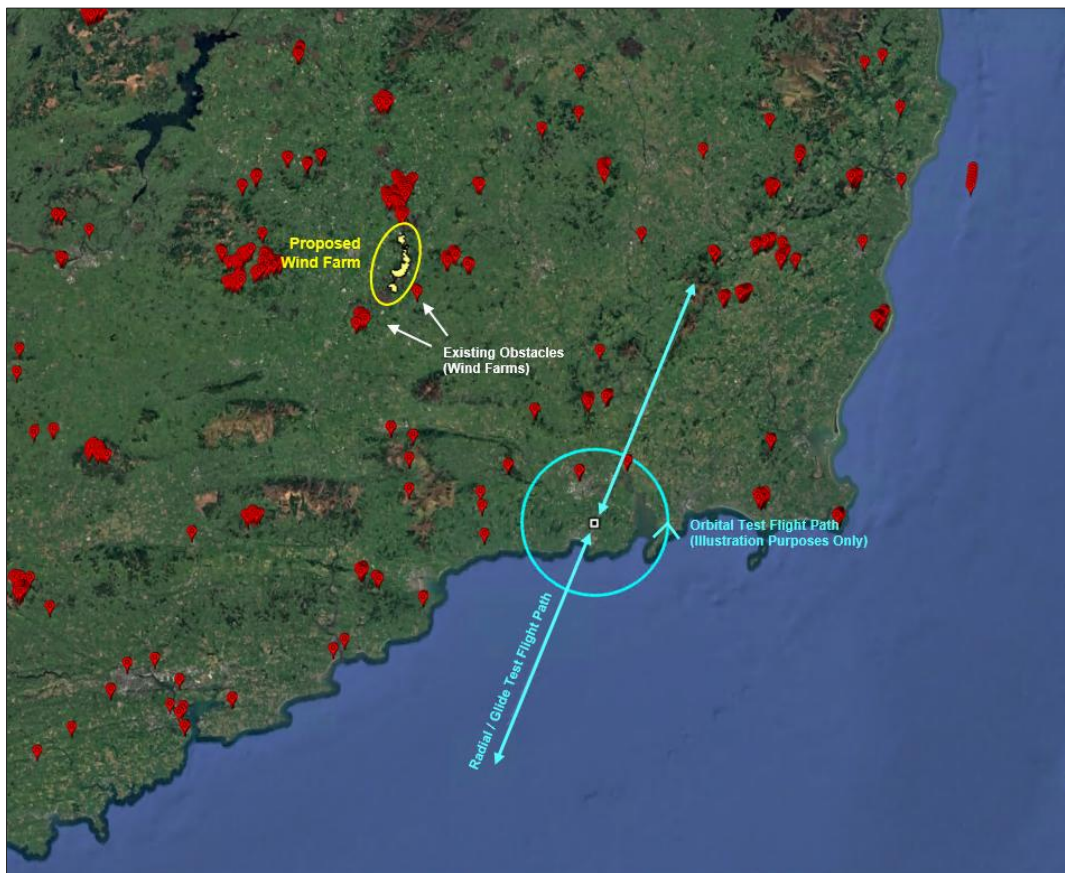 Proposed
Wind Farm
Existing Obstacles
(Wind Farms)
Orbital Test Flight Path
(Illustration Purposes Only)
Radial / Glide Test Flight Path